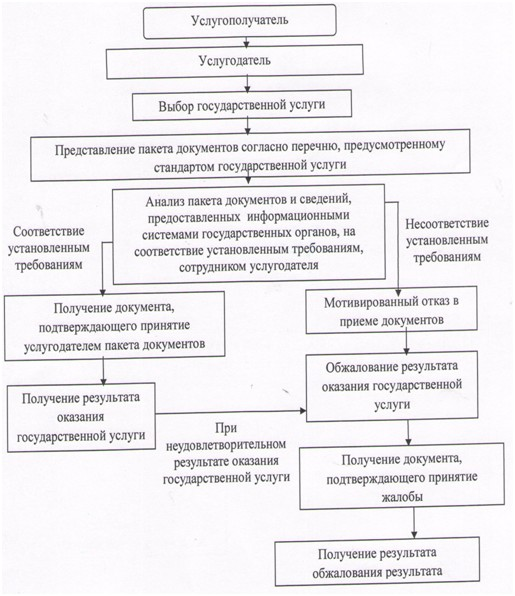 Услугополучатель
Услугодатель
Выбор государственной услуги
Представление пакета документов согласно перечню, предусмотренному
стандартом государственной услуги
Анализ пакета документов и сведений,
предоставленных информационными
системами государственных органов, на
соответствие установленным требованиям,
сотрудником услугодателя
Соответствие
установленным
требованиям
Несоответствие
установленным
требованиям
Получение документа,
подтверждающего принятие
услугодателем пакета документов
Мотивированный отказ в
приеме документов
Получение результата
оказания
государственной услуги
При
неудовлетворительном
результате оказания
государственной услуги
Обжалование результата
оказания государственной
услуги
Получение документа,
подтверждающего принятие
жалобы
Получение результата
обжалования результата